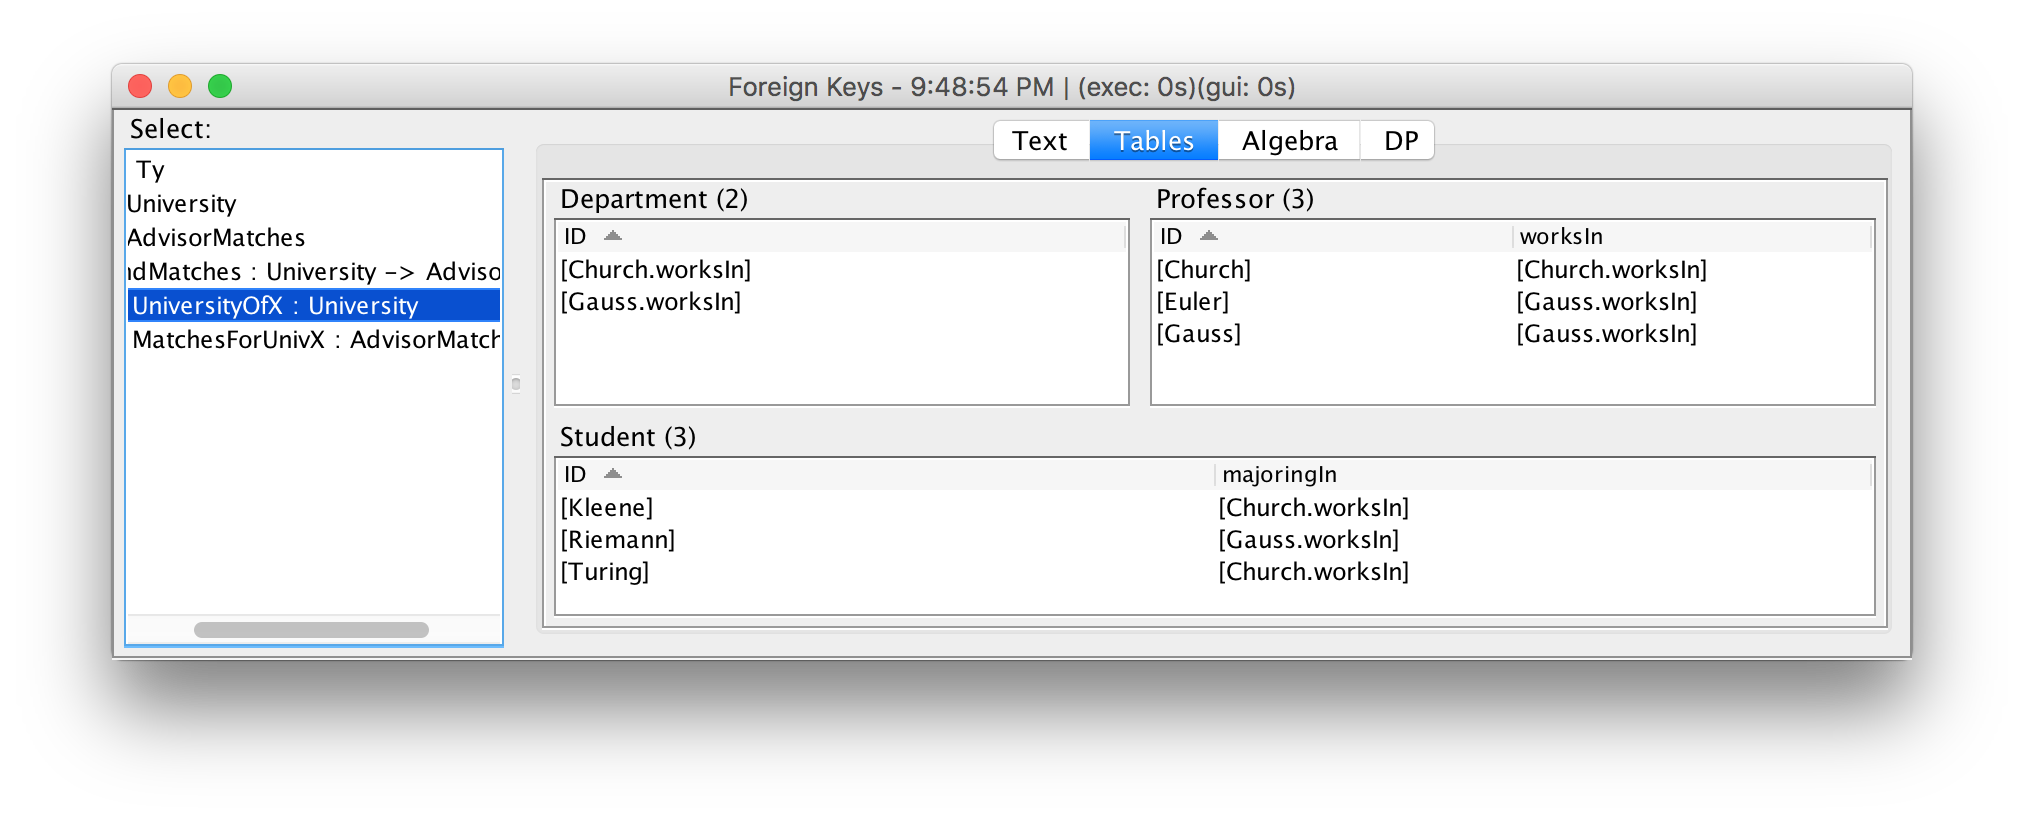 Foreign Keys - 9:48:54 PM | (exec: 0s)(gui: 0s)
Select:
Ty
University
AdvisorMatches
dMatches : University -> Adviso
UniversityOfX : University
MatchesForUnivX : AdvisorMatch
Text Tables Algebra DP
Department (2)
ID
[Church.worksIn]
[Gauss.worksIn]
Professor (3)
ID worksIn
[Church] [Church.worksIn]
[Euler] [Gauss.worksIn]
[Gauss] [Gauss.worksIn]
Student (3)
ID majoringIn
[Kleene] [Church.worksIn]
[Riemann] [Gauss.worksIn]
[Turing] [Church.worksIn]